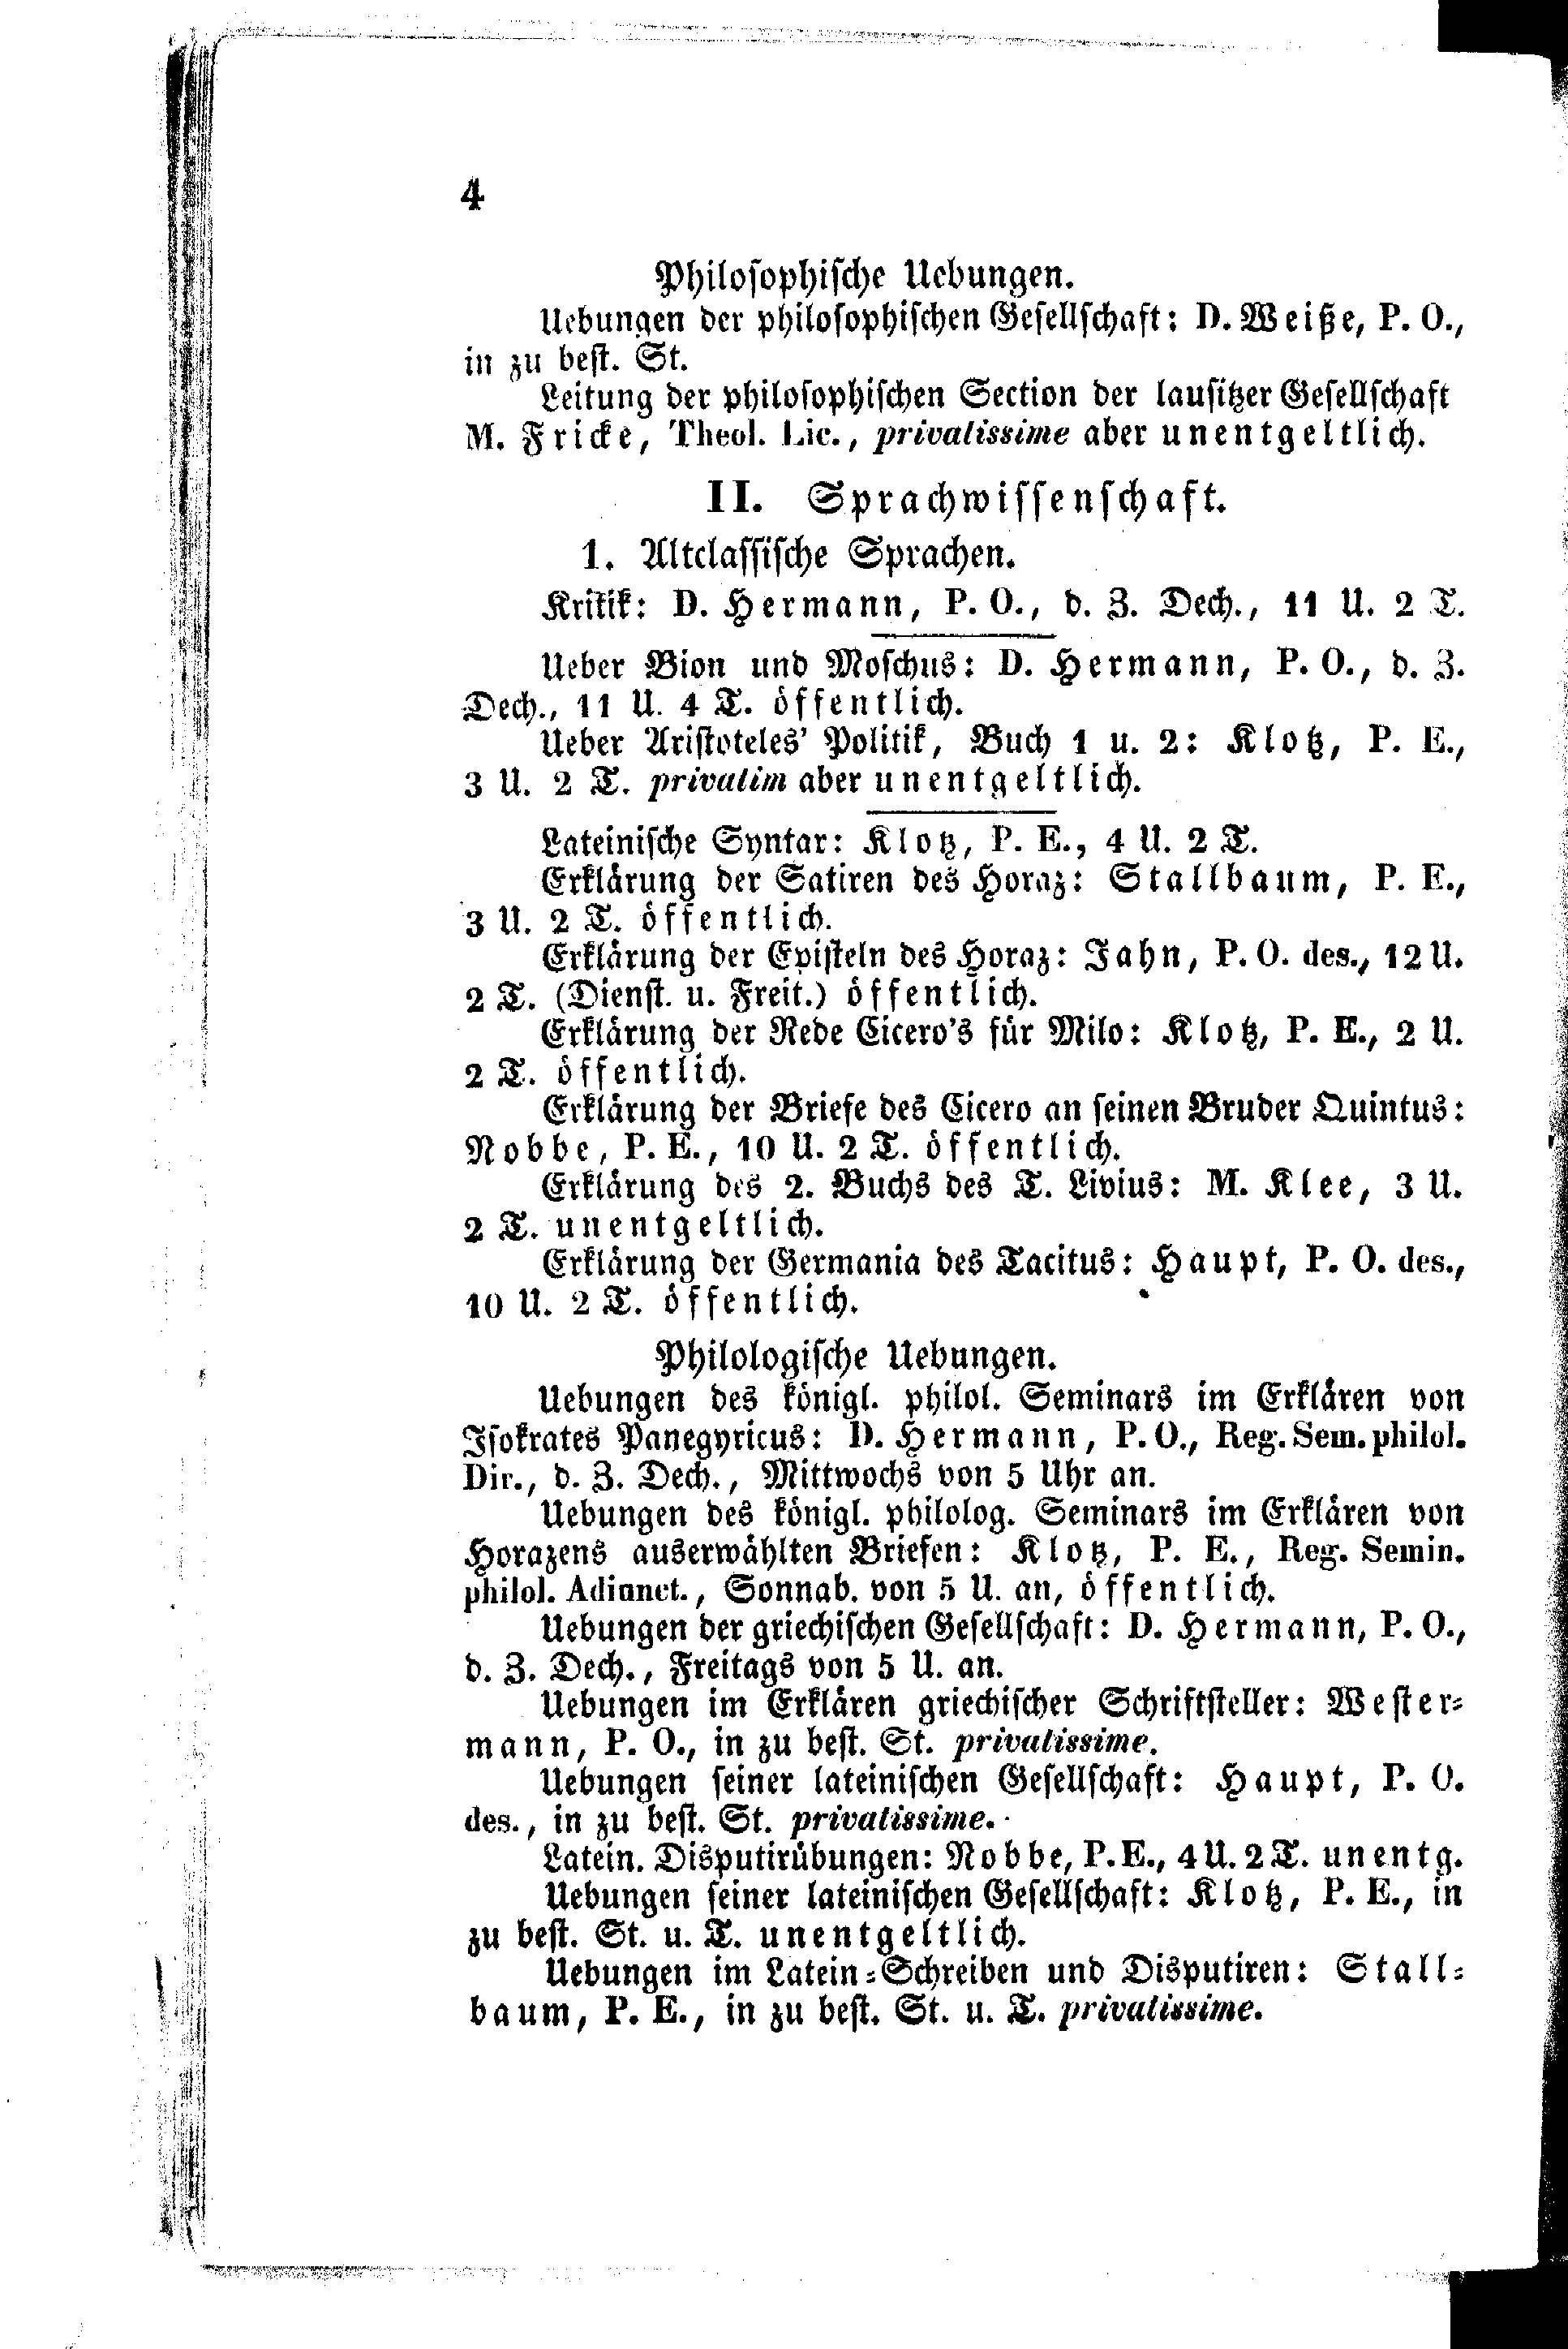 4
Philosophische Uebungen.
Uebungen der philosophischen Gesellschaft: D. Weiße, P. O.,
in zu best. St.
Leitung der philosophischen Section der lausitzer Gesellschaft
M. Fricke, Theol. Lic., privatissime aber unentgeltlich.
II. Sprachwissenschaft.
1. Altclassische Sprachen.
Kritik: D. Hermann, P. O., d. Z. Dech., 11 U. 2 T.
Ueber Bion und Moschus: D. Hermann, P. O., d. Z.
Dech., 11 U. 4 T. öffentlich.
Ueber Aristoteles' Politik, Buch 1 u. 2: Klotz, P. E.,
3 U. 2 T. privatim aber unentgeltlich.
Lateinische Syntax: Klotz, P. E., 4 U. 2 T.
Erklärung der Satiren des Horaz: Stallbaum, P. E.,
3 U. 2 T. öffentlich.
Erklärung der Episteln des Horaz: Jahn, P. O. des., 12 U.
2 T. (Dienst. u. Freit.) öffentlich.
Erklärung der Rede Cicero's für Milo: Klotz, P. E., 2 U.
2 T. öffentlich.
Erklärung der Briefe des Cicero an seinen Bruder Quintus:
Nobbe, P. E., 10 U. 2 T. öffentlich.
Erklärung des 2. Buchs des T. Livius: M. Klee, 3 U.
2 T. unentgeltlich.
Erklärung der Germania des Tacitus: Haupt, P. O. des.,
10 U. 2 T. öffentlich.
Philologische Uebungen.
Uebungen des königl. philol. Seminars im Erklären von
Isokrates Panegyricus: D. Hermann, P. O., Reg. Sem. philol.
Dir., d. Z. Dech., Mittwochs von 5 Uhr an.
Uebungen des königl. philolog. Seminars im Erklären von
Horazens auserwählten Briefen: Klotz, P. E., Reg. Semin.
philol. Adiunct., Sonnab. von 5 U. an, öffentlich.
Uebungen der griechischen Gesellschaft: D. Hermann, P. O.,
d. Z. Dech., Freitags von 5 U. an.
Uebungen im Erklären griechischer Schriftsteller: Wester-
mann, P. O., in zu best. St. privatissime.
Uebungen seiner lateinischen Gesellschaft: Haupt, P. O.
des., in zu best. St. privatissime.
Latein. Disputirübungen: Nobbe, P. E., 4 U. 2 T. unentg.
Uebungen seiner lateinischen Gesellschaft: Klotz, P. E., in
zu best. St. u. T. unentgeltlich.
Uebungen im Latein-Schreiben und Disputiren: Stall-
baum, P. E., in zu best. St. u. T. privatissime.